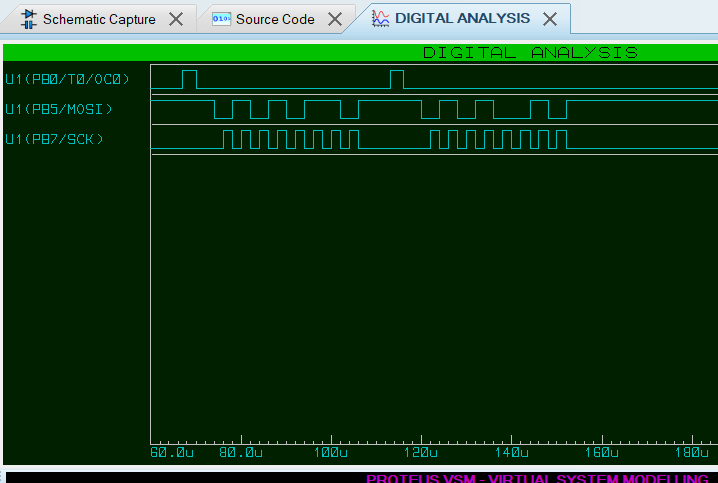 Schematic Capture Source Code DIGITAL ANALYSIS
DIGITAL ANALYSIS
U1(PB0/T0/OC0)
U1(PB5/MOSI)
U1(PB7/SCK)
60.0u 80.0u 100u 120u 140u 160u 180u
PROTEUS VSM - VIRTUAL SYSTEM MODELLING